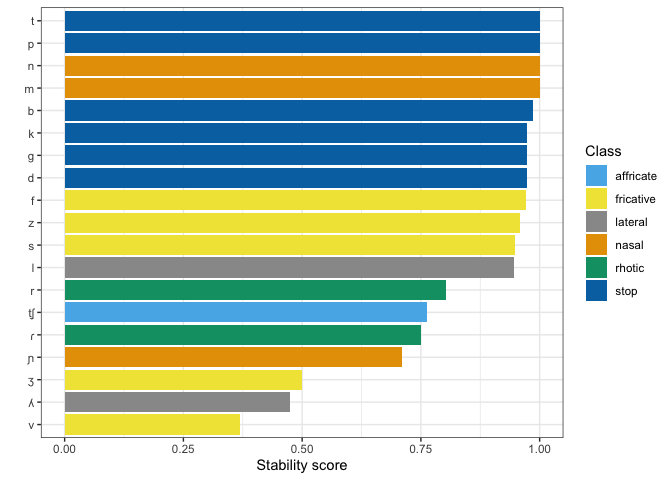 t
p
n
m
b
k
g
d
f
z
s
l
r
tʃ
ɾ
ɲ
ʒ
ʎ
v
0.00 0.25 0.50 0.75 1.00
Stability score
Class
affricate
fricative
lateral
nasal
rhotic
stop